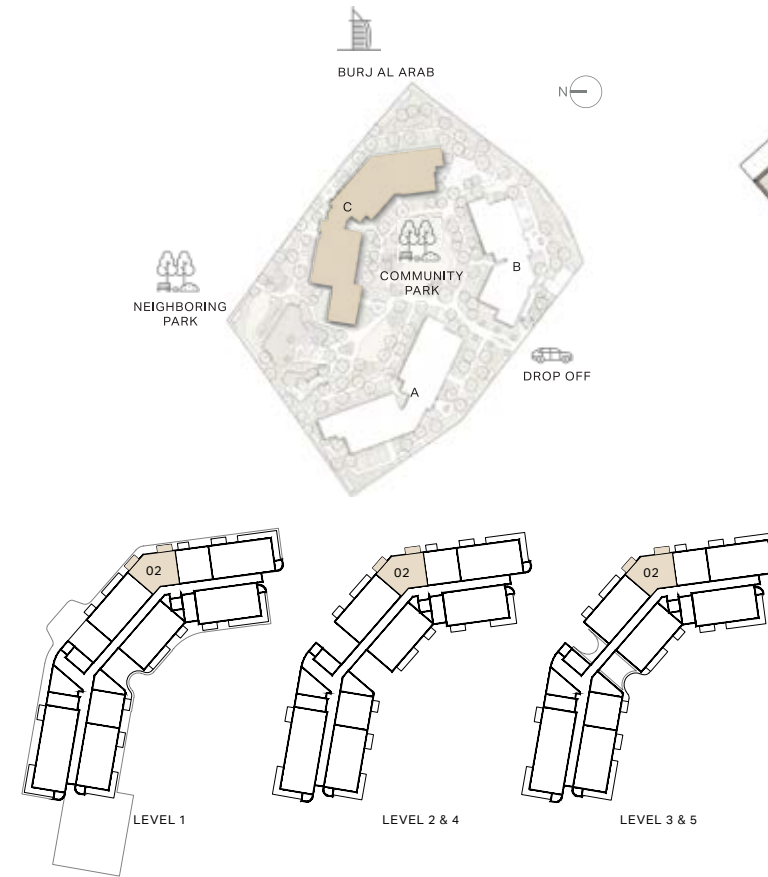 BURJ AL ARAB
N
C
COMMUNITY
PARK
B
NEIGHBORING
PARK
DROP OFF
A
02
02
02
LEVEL 1
LEVEL 2 & 4
LEVEL 3 & 5